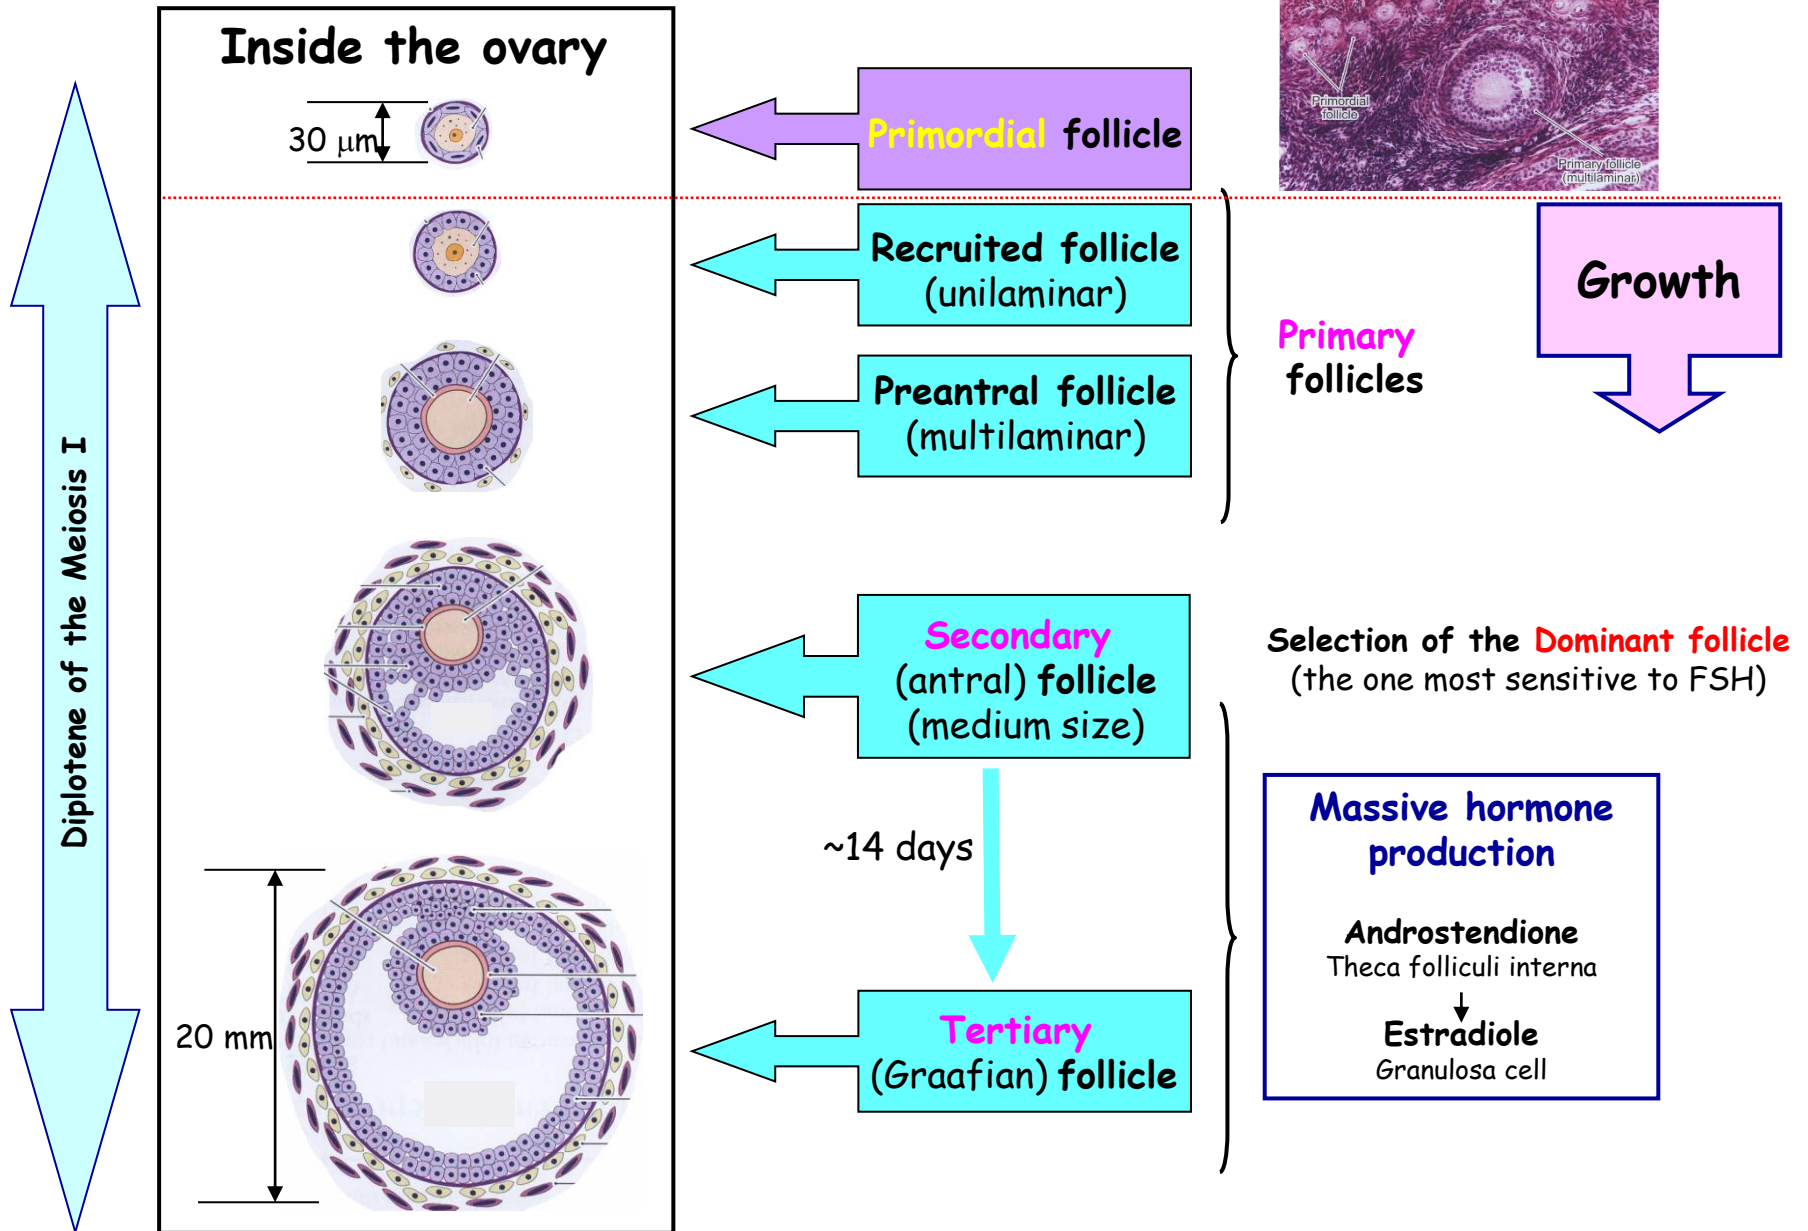 Inside the ovary
30 μm
Primordial follicle
Primordial
follicle
Primary follicle
(multilaminar)
Recruited follicle
(unilaminar)
Growth
Primary
follicles
Preantral follicle
(multilaminar)
Diplotene of the Meiosis I
Secondary
(antral) follicle
(medium size)
Selection of the Dominant follicle
(the one most sensitive to FSH)
~14 days
Massive hormone
production
Androstendione
Theca folliculi interna
Estradiole
Granulosa cell
20 mm
Tertiary
(Graafian) follicle